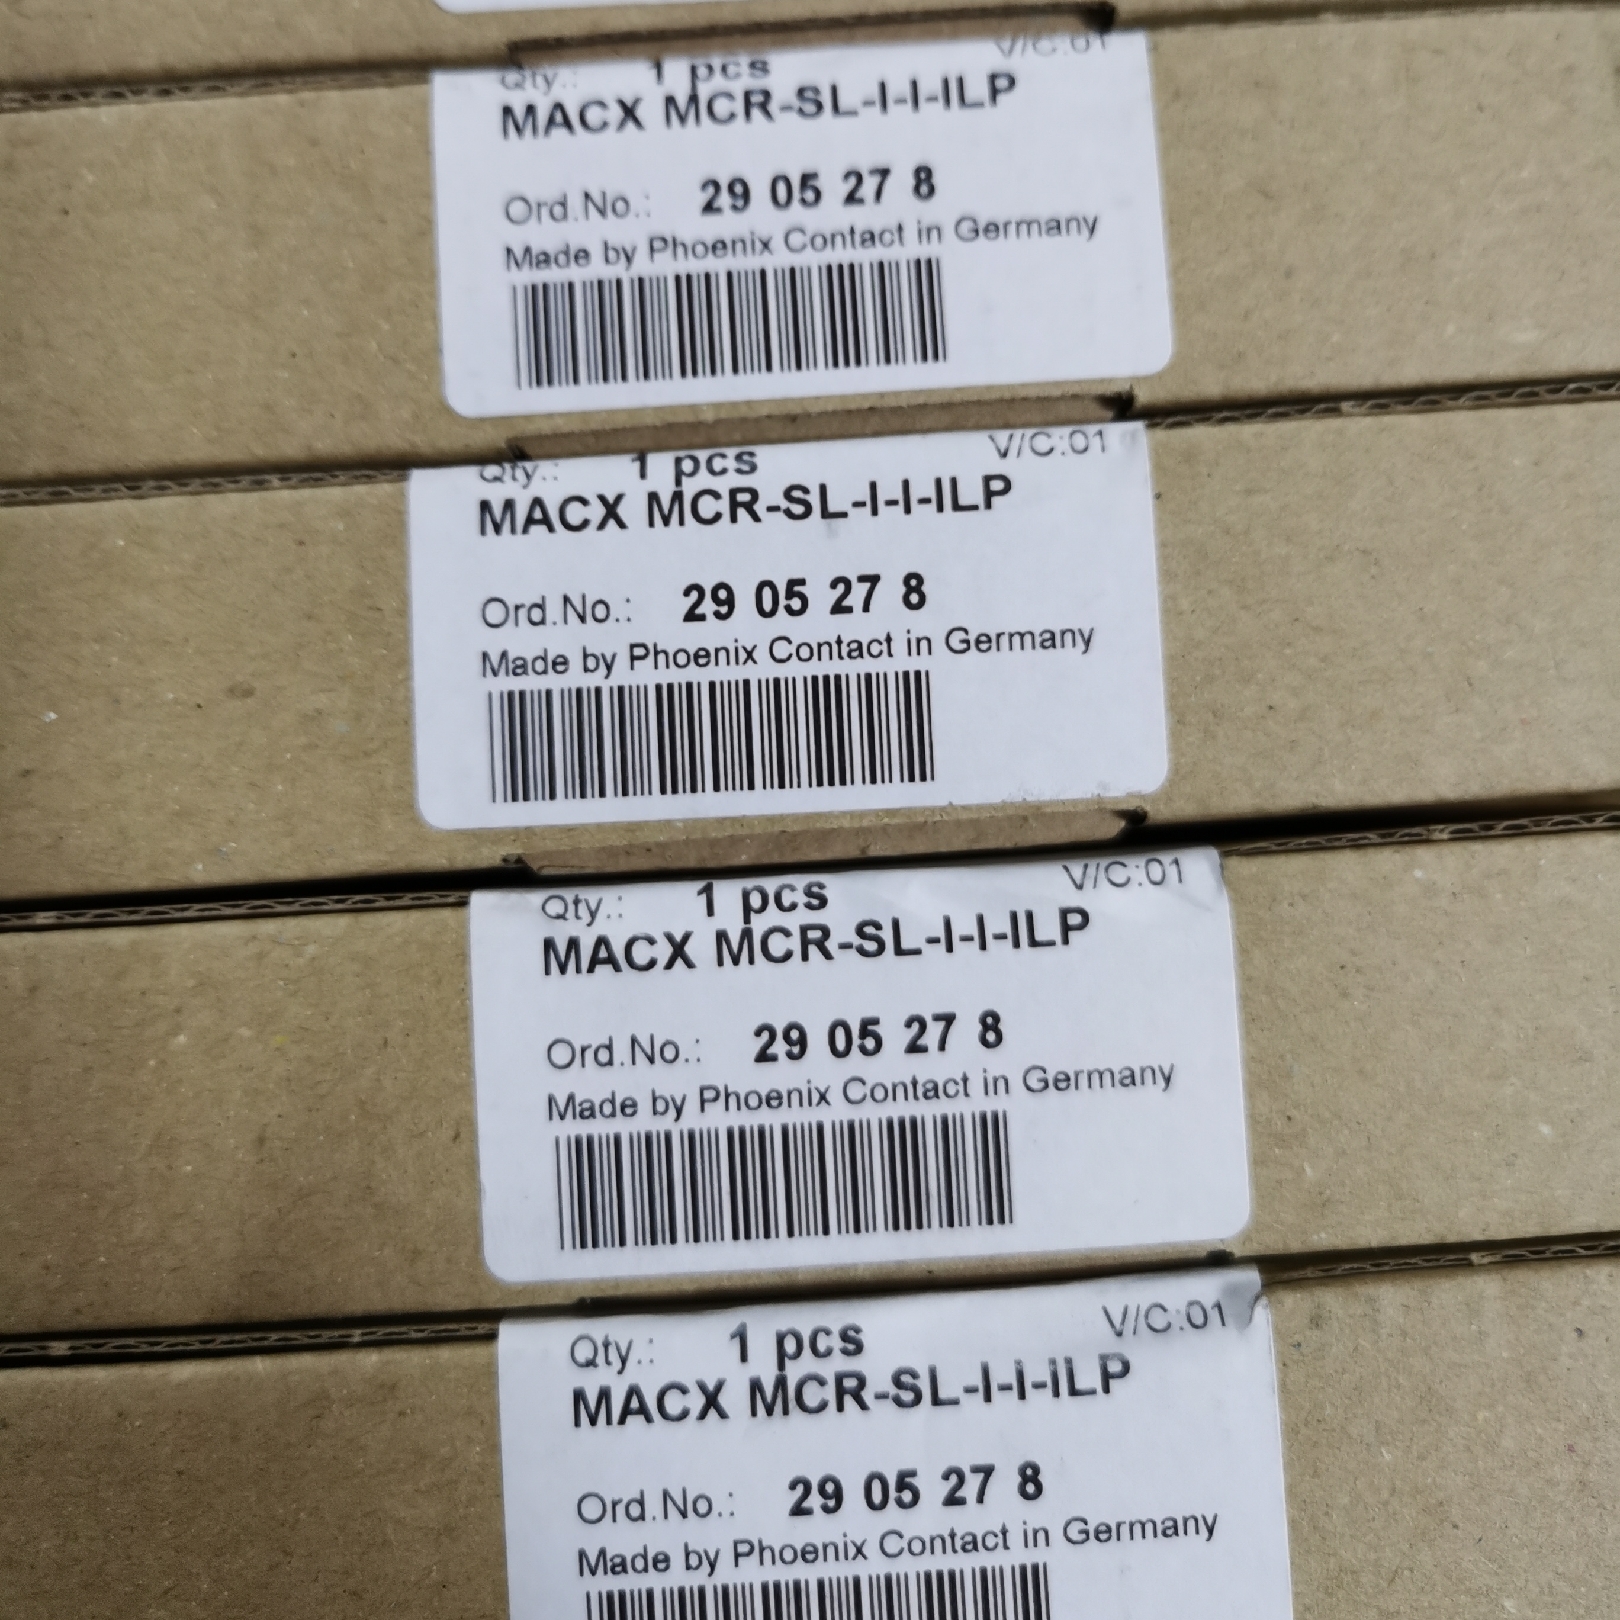 Qty.: 1 pcs V/C:01
MACX MCR-SL-I-I-ILP
Ord.No.: 29 05 27 8
Made by Phoenix Contact in Germany
Qty.: 1 pcs V/C:01
MACX MCR-SL-I-I-ILP
Ord.No.: 29 05 27 8
Made by Phoenix Contact in Germany
Qty.: 1 pcs V/C:01
MACX MCR-SL-I-I-ILP
Ord.No.: 29 05 27 8
Made by Phoenix Contact in Germany
Qty.: 1 pcs V/C:01
MACX MCR-SL-I-I-ILP
Ord.No.: 29 05 27 8
Made by Phoenix Contact in Germany